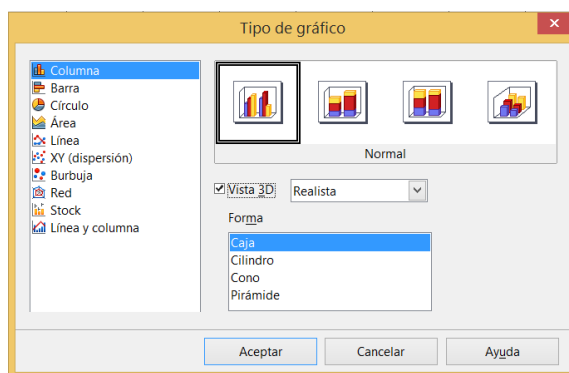 Tipo de gráfico
Columna
Barra
Círculo
Área
Línea
XY (dispersión)
Burbuja
Red
Stock
Línea y columna
Normal
Vista 3D
Realista
Forma
Caja
Cilindro
Cono
Pirámide
Aceptar
Cancelar
Ayuda